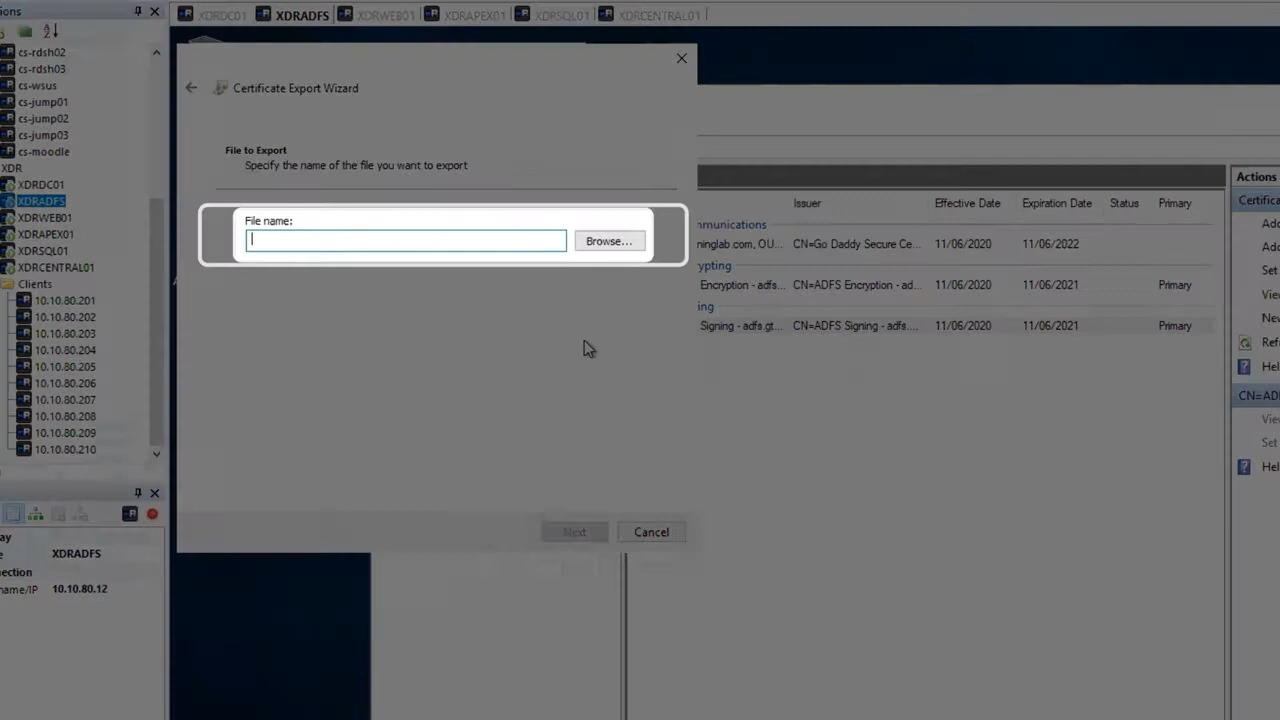 ions
XDRDC01 XDRADFS XDRWEB01 XDRAPEX01 XDRSQL01 XDRCENTRAL01
cs-rdsh02
cs-rdsh03
cs-wsus
cs-jump01
cs-jump02
cs-jump03
cs-moodle
XDR
XDRDC01
XDRADFS
XDRWEB01
XDRAPEX01
XDRSQL01
XDRCENTRAL01
Clients
10.10.80.201
10.10.80.202
10.10.80.203
10.10.80.204
10.10.80.205
10.10.80.206
10.10.80.207
10.10.80.208
10.10.80.209
10.10.80.210
ay
e XDRADFS
nection
name/IP 10.10.80.12
Certificate Export Wizard
File to Export
Specify the name of the file you want to export
File name:
Browse...
Next Cancel
Issuer Effective Date Expiration Date Status Primary
mmunications
ninglab.com, OU... CN=Go Daddy Secure Ce... 11/06/2020 11/06/2022
ypting
Encryption - adfs... CN=ADFS Encryption - ad... 11/06/2020 11/06/2021 Primary
ing
Signing - adfs.gt... CN=ADFS Signing - adfs.... 11/06/2020 11/06/2021 Primary
Actions
Certifica
Add
Add
Set
Viev
Nev
Refr
Hel
CN=ADF
View
Set
Hel